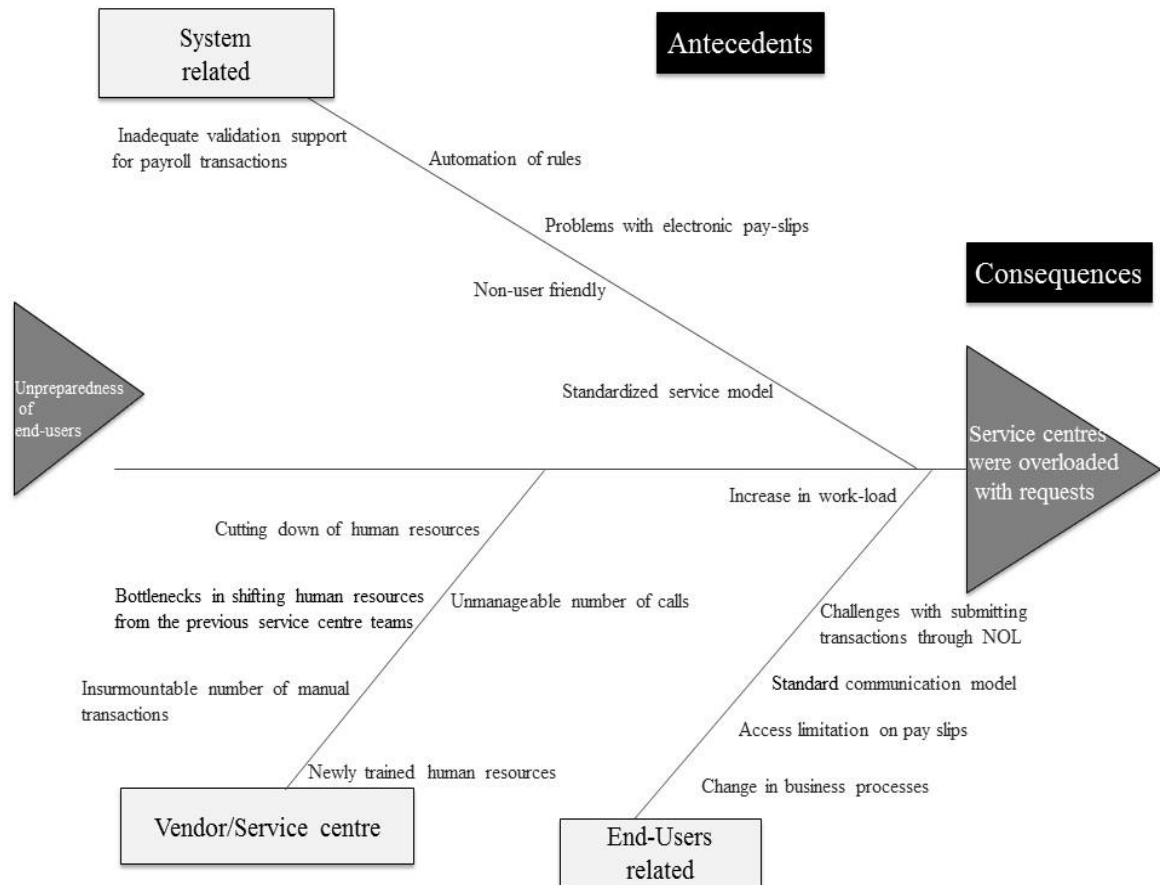 System
related
Antecedents
Inadequate validation support
for payroll transactions
Automation of rules
Problems with electronic pay-slips
Non-user friendly
Consequences
Standardized service model
Unpreparedness
of
end-users
Service centres
were overloaded
with requests
Increase in work-load
Cutting down of human resources
Bottlenecks in shifting human resources
from the previous service centre teams
Unmanageable number of calls
Challenges with submitting
transactions through NOL
Insurmountable number of manual
transactions
Standard communication model
Access limitation on pay slips
Newly trained human resources
Change in business processes
Vendor/Service centre
End-Users
related